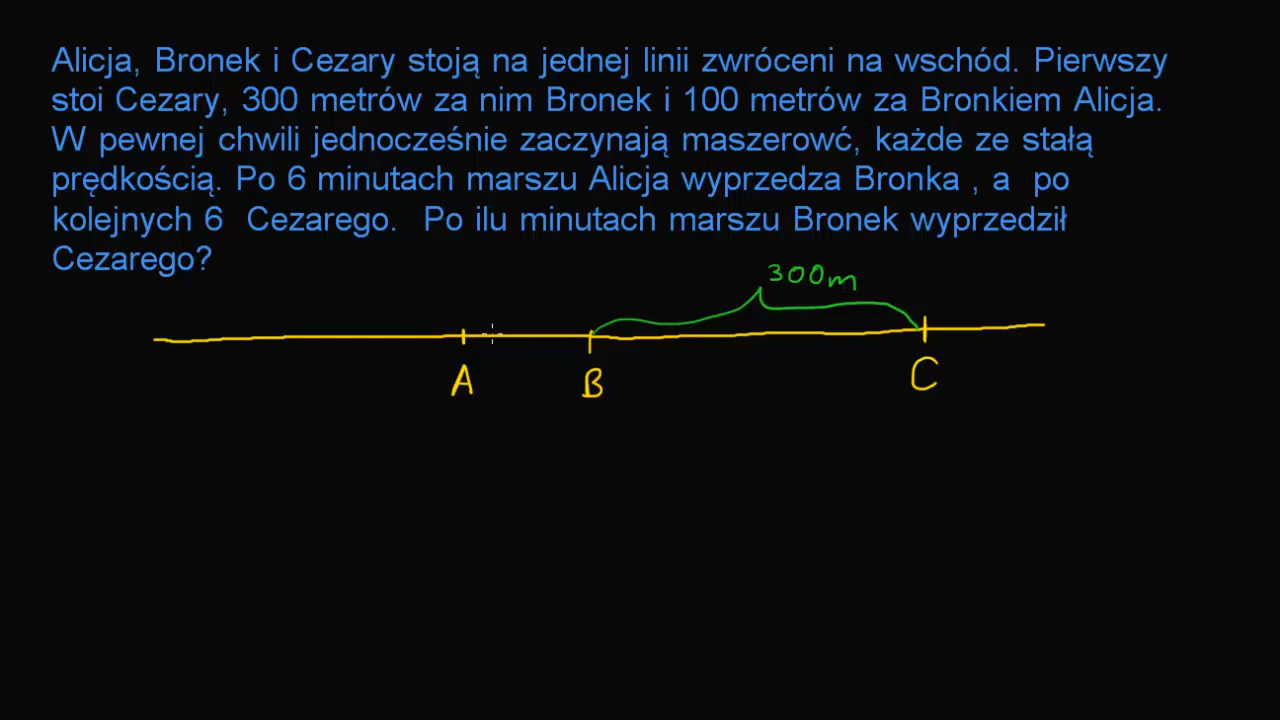 Alicja, Bronek i Cezary stoją na jednej linii zwróceni na wschód. Pierwszy
stoi Cezary, 300 metrów za nim Bronek i 100 metrów za Bronkiem Alicja.
W pewnej chwili jednocześnie zaczynają maszerowć, każde ze stałą
prędkością. Po 6 minutach marszu Alicja wyprzedza Bronka , a po
kolejnych 6 Cezarego. Po ilu minutach marszu Bronek wyprzedził
Cezarego?
300m
A B C